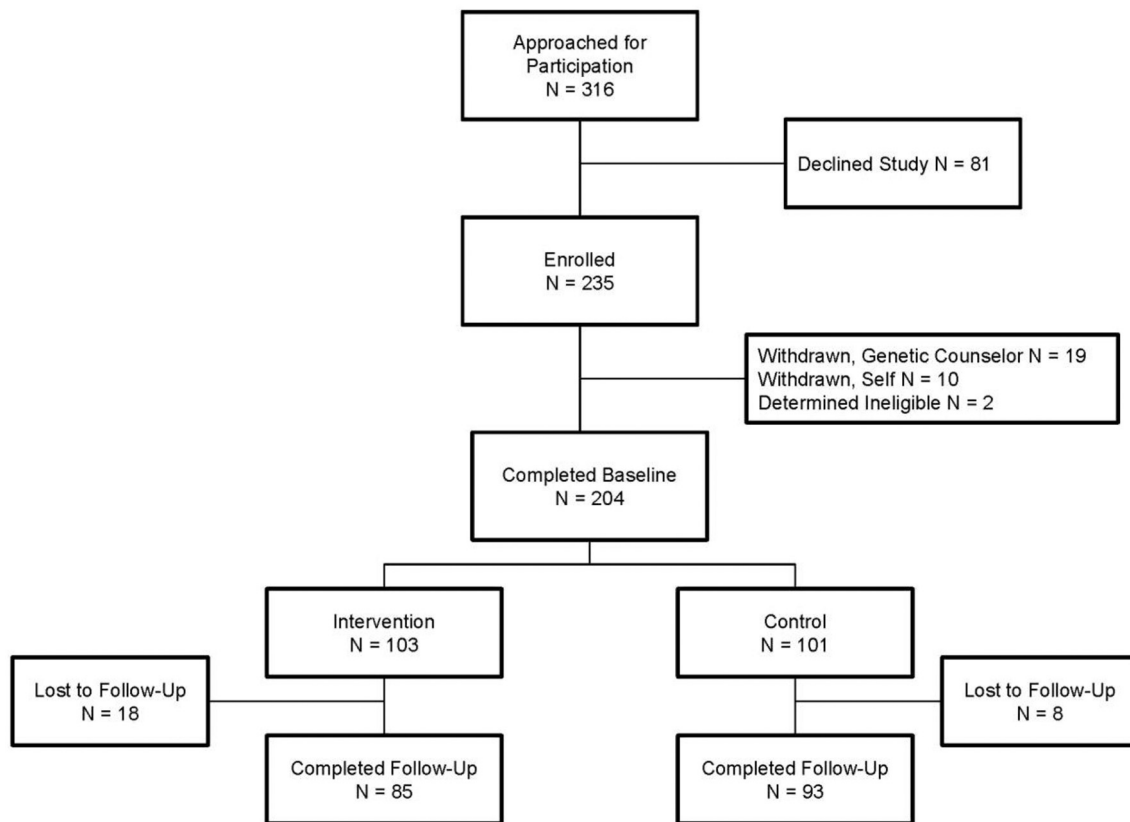 Approached for
Participation
N = 316
Declined Study N = 81
Enrolled
N = 235
Withdrawn, Genetic Counselor N = 19
Withdrawn, Self N = 10
Determined Ineligible N = 2
Completed Baseline
N = 204
Intervention
N = 103
Control
N = 101
Lost to Follow-Up
N = 18
Lost to Follow-Up
N = 8
Completed Follow-Up
N = 85
Completed Follow-Up
N = 93